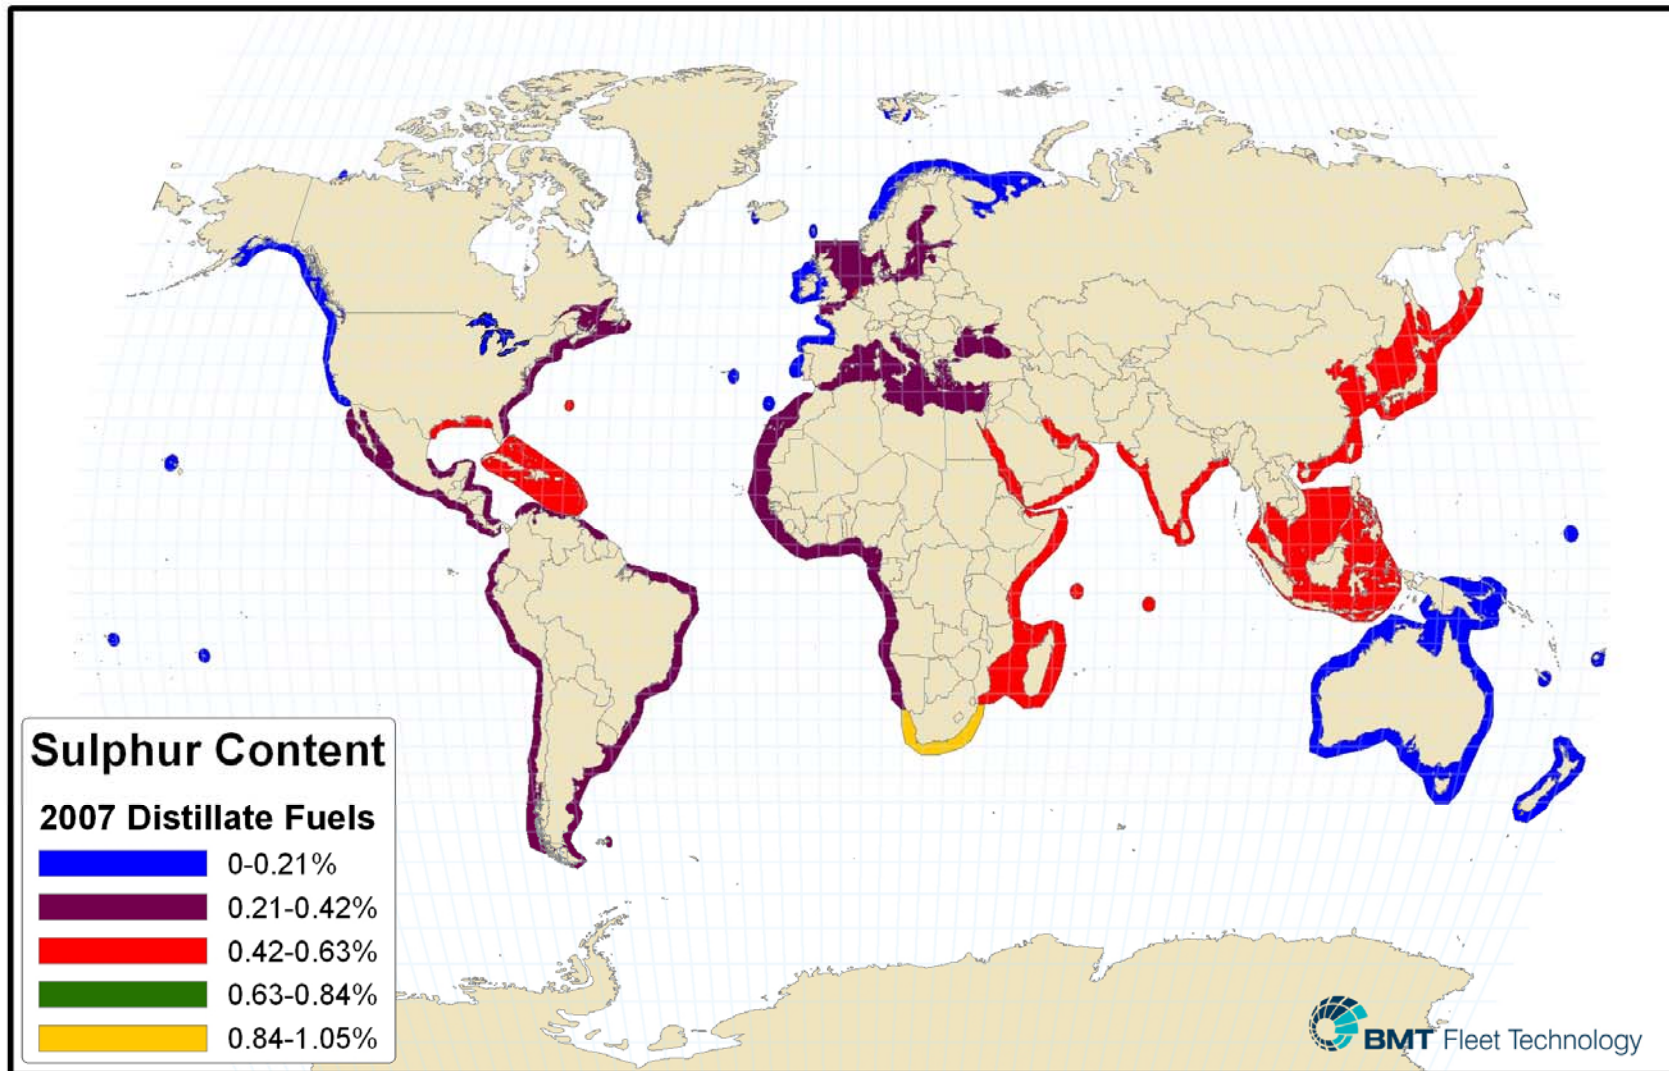 Sulphur Content
2007 Distillate Fuels
0-0.21%
0.21-0.42%
0.42-0.63%
0.63-0.84%
0.84-1.05%
BMT Fleet Technology